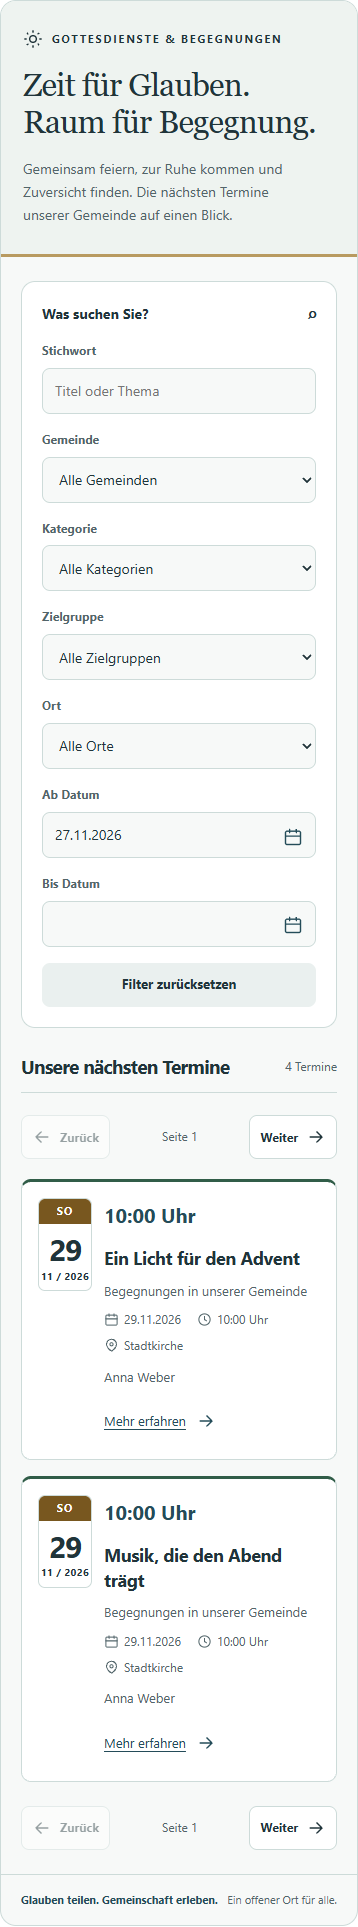 GOTTESDIENSTE & BEGEGNUNGEN
Zeit für Glauben.
Raum für Begegnung.
Gemeinsam feiern, zur Ruhe kommen und
Zuversicht finden. Die nächsten Termine
unserer Gemeinde auf einen Blick.
Was suchen Sie?
Stichwort
Titel oder Thema
Gemeinde
Alle Gemeinden
Kategorie
Alle Kategorien
Zielgruppe
Alle Zielgruppen
Ort
Alle Orte
Ab Datum
27.11.2026
Bis Datum
Filter zurücksetzen
Unsere nächsten Termine 4 Termine
Zurück Seite 1 Weiter
SO
29
11 / 2026
10:00 Uhr
Ein Licht für den Advent
Begegnungen in unserer Gemeinde
29.11.2026 10:00 Uhr
Stadtkirche
Anna Weber
Mehr erfahren
SO
29
11 / 2026
10:00 Uhr
Musik, die den Abend
trägt
Begegnungen in unserer Gemeinde
29.11.2026 10:00 Uhr
Stadtkirche
Anna Weber
Mehr erfahren
Zurück Seite 1 Weiter
Glauben teilen. Gemeinschaft erleben. Ein offener Ort für alle.